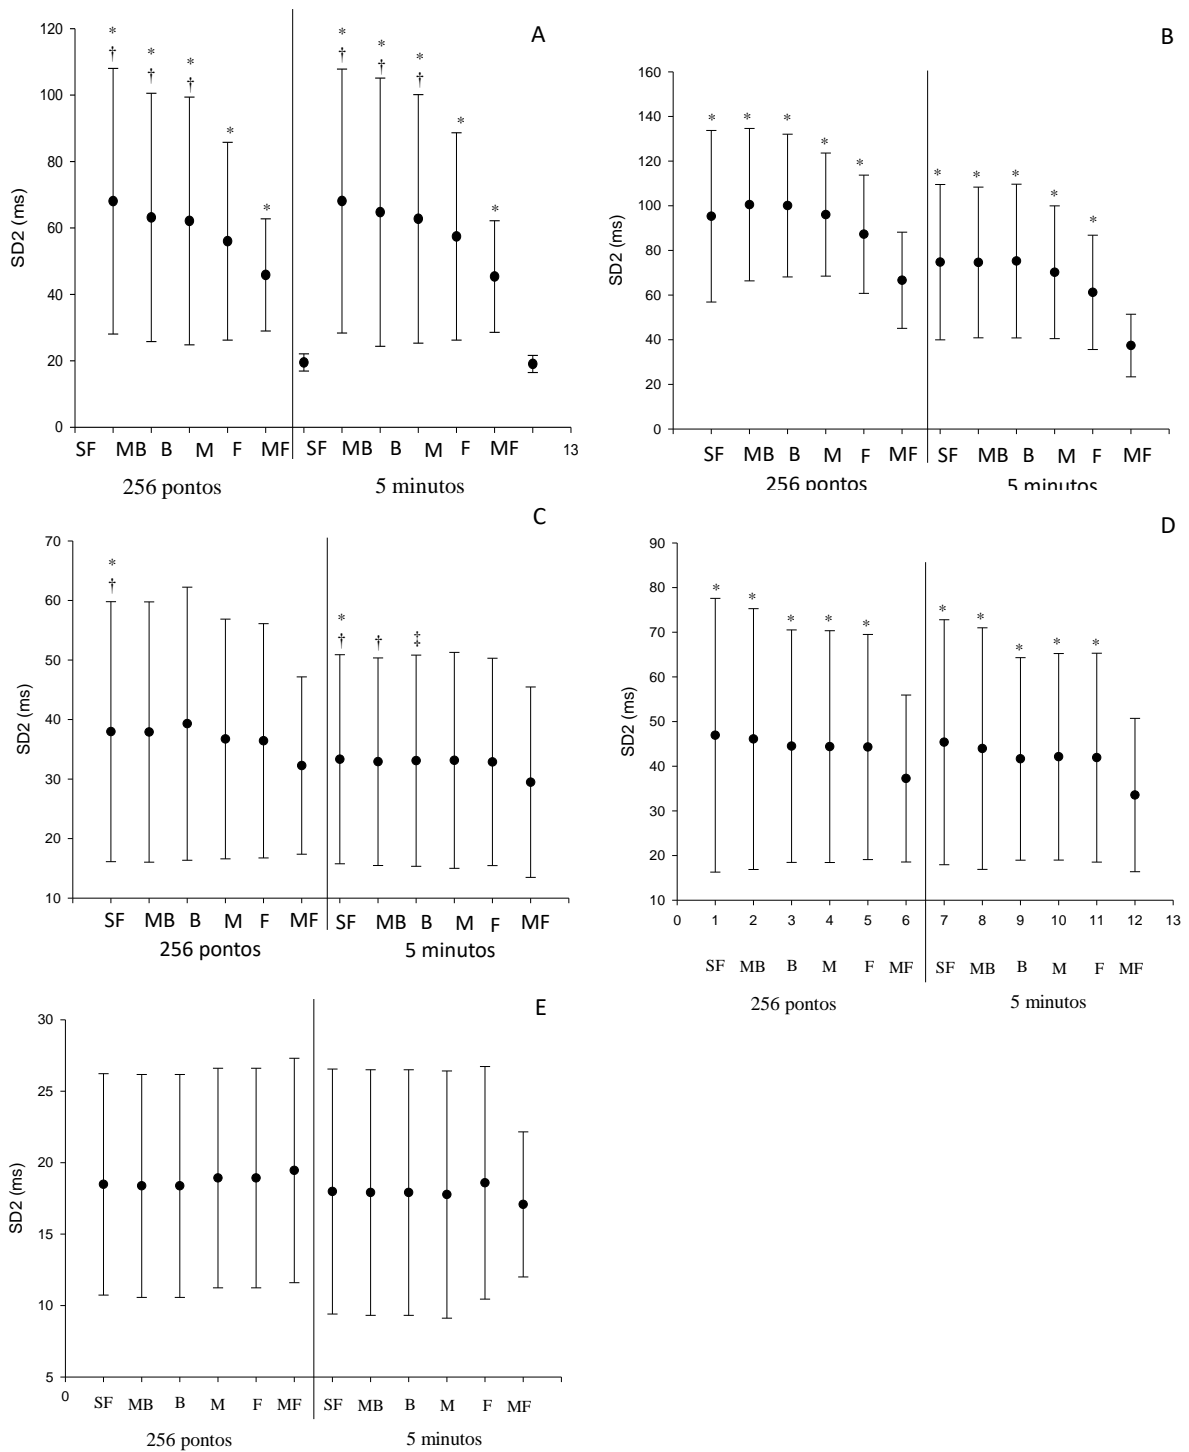 A
120
100
80
60
40
20
0
SD2 (ms)
* * * * * * * * * *
† † † † † †
SF MB B M F MF SF MB B M F MF 13
256 pontos 5 minutos
B
160
140
120
100
80
60
40
20
0
SD2 (ms)
* * * * * * * * * *
SF MB B M F MF SF MB B M F MF
256 pontos 5 minutos
C
70
60
50
40
30
20
10
SD2 (ms)
* *
† † † ‡
SF MB B M F MF SF MB B M F MF
256 pontos 5 minutos
D
90
80
70
60
50
40
30
20
10
SD2 (ms)
* * * * * * * * * *
0 1 2 3 4 5 6 7 8 9 10 11 12 13
SF MB B M F MF SF MB B M F MF
256 pontos 5 minutos
E
30
25
20
15
10
5
SD2 (ms)
0
SF MB B M F MF SF MB B M F MF
256 pontos 5 minutos